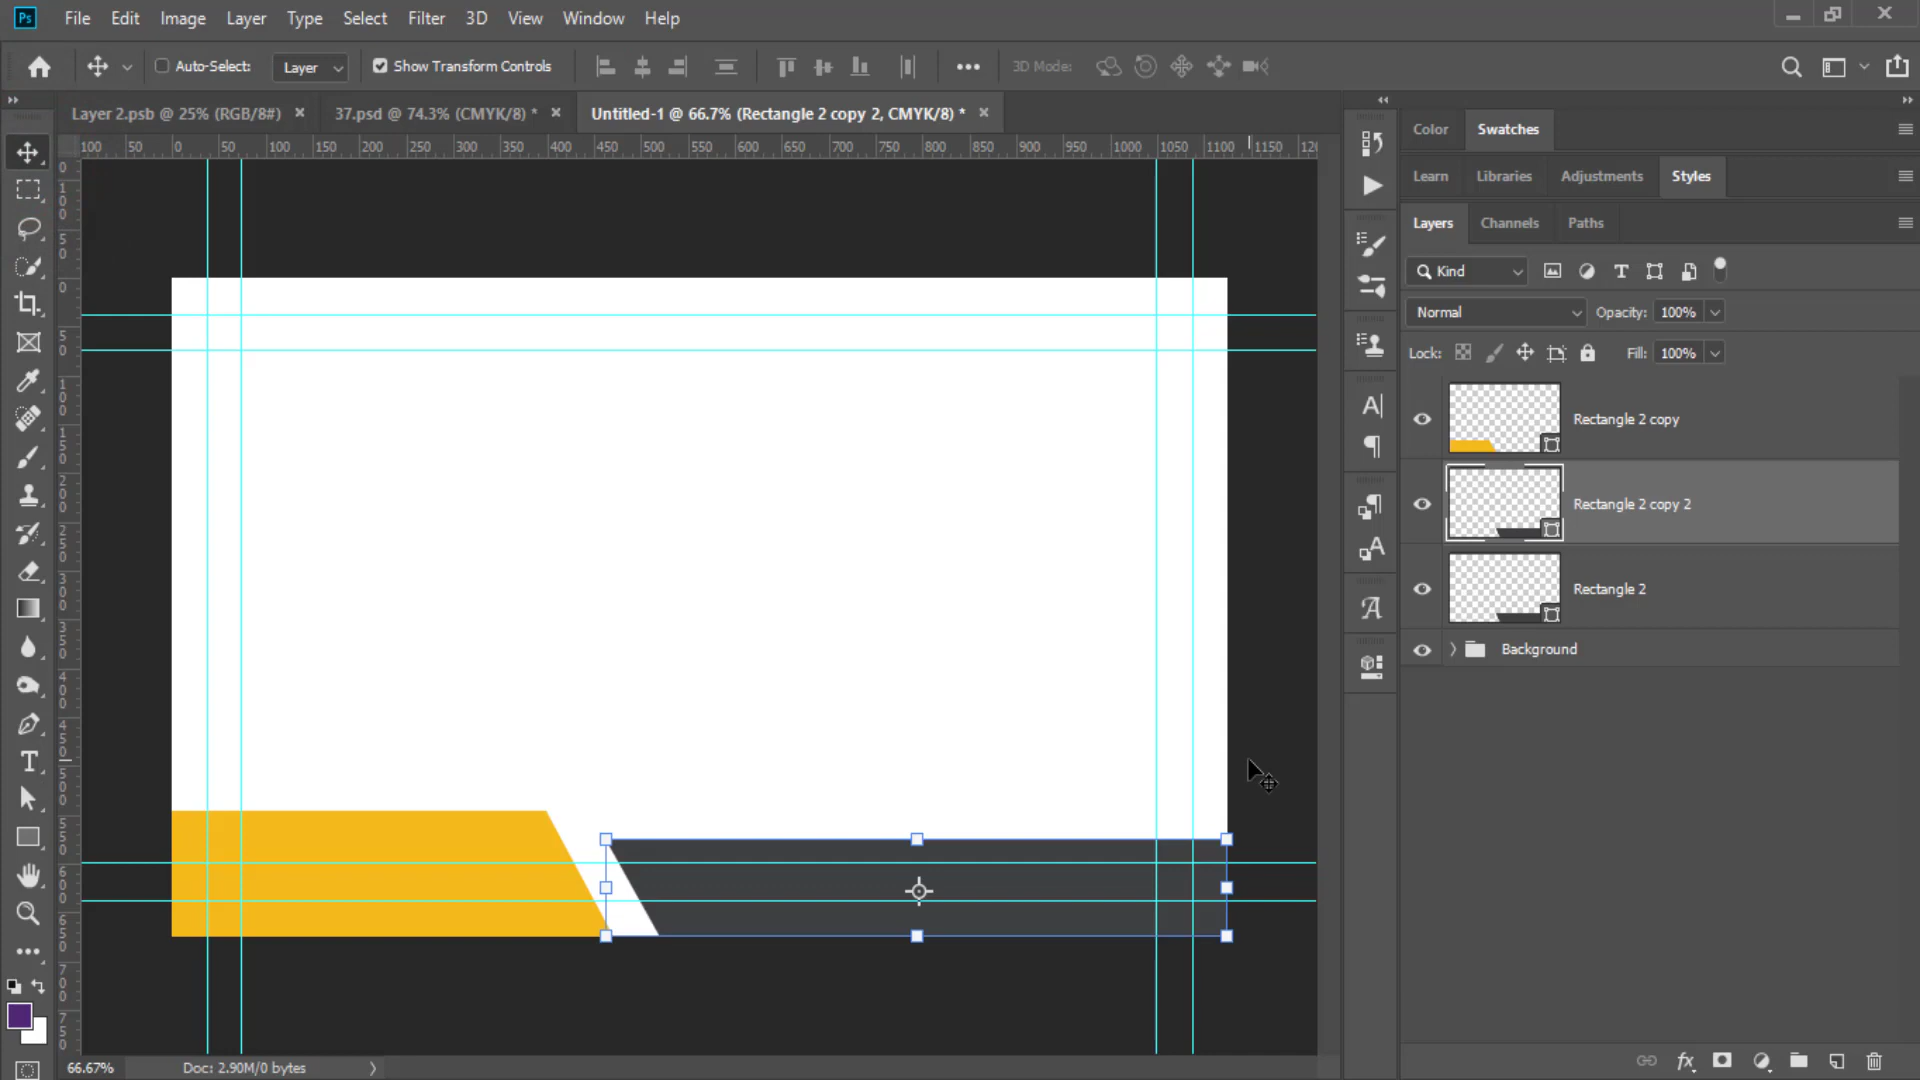 Ps File Edit Image Layer Type Select Filter 3D View Window Help
Auto-Select: Layer Show Transform Controls 3D Mode:
Layer 2.psb @ 25% (RGB/8#) 37.psd @ 74.3% (CMYK/8) * Untitled-1 @ 66.7% (Rectangle 2 copy 2, CMYK/8) *
100 50 0 50 100 150 200 250 300 350 400 450 500 550 600 650 700 750 800 850 900 950 1000 1050 1100 1150
Color Swatches
Learn Libraries Adjustments Styles
Layers Channels Paths
Kind
Normal Opacity: 100%
Lock: Fill: 100%
Rectangle 2 copy
Rectangle 2 copy 2
Rectangle 2
Background
66.67% Doc: 2.90M/0 bytes
fx